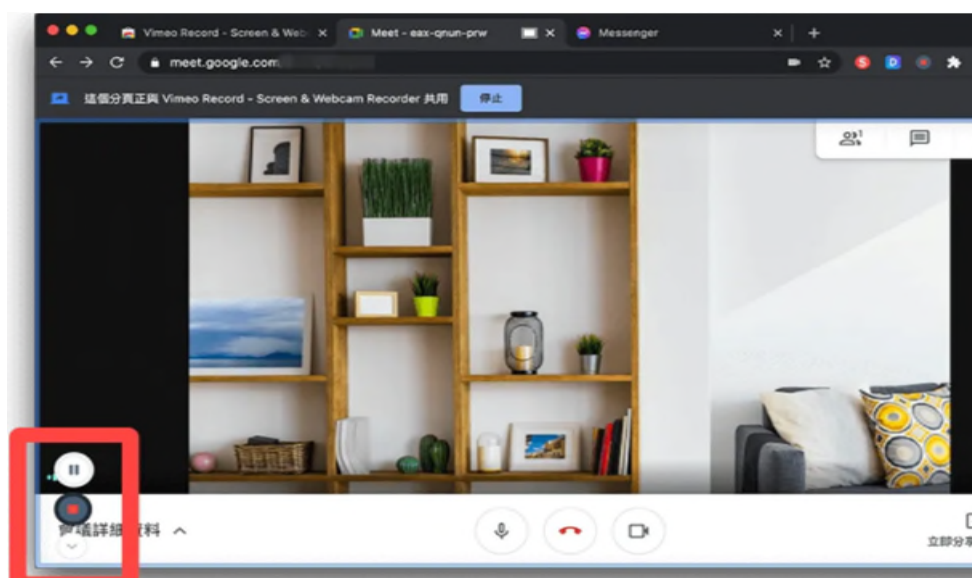 Vimeo Record - Screen & Web
Meet - eax-qnun-prw
Messenger
meet.google.com
這個分頁正與 Vimeo Record - Screen & Webcam Recorder 共用
停止
1
會議詳細資料
立即分享